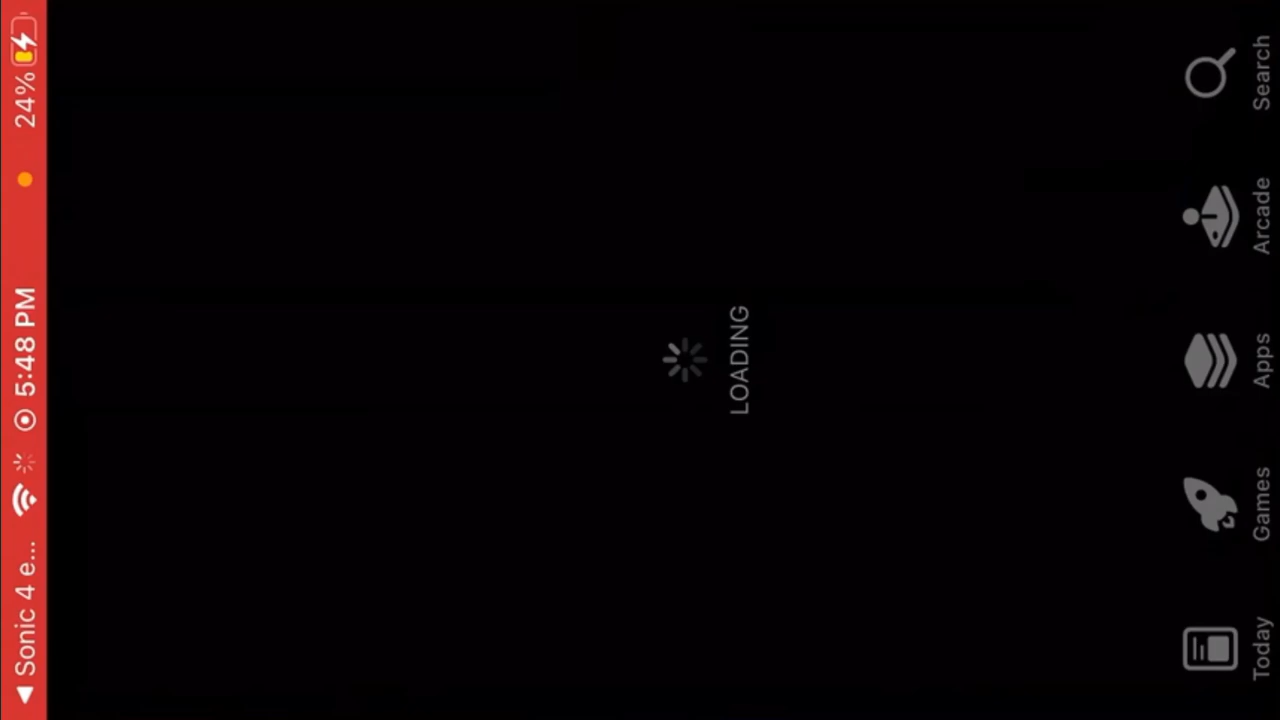 ◀ Sonic 4 e... 5:48 PM 24%
LOADING
Today Games Apps Arcade Search